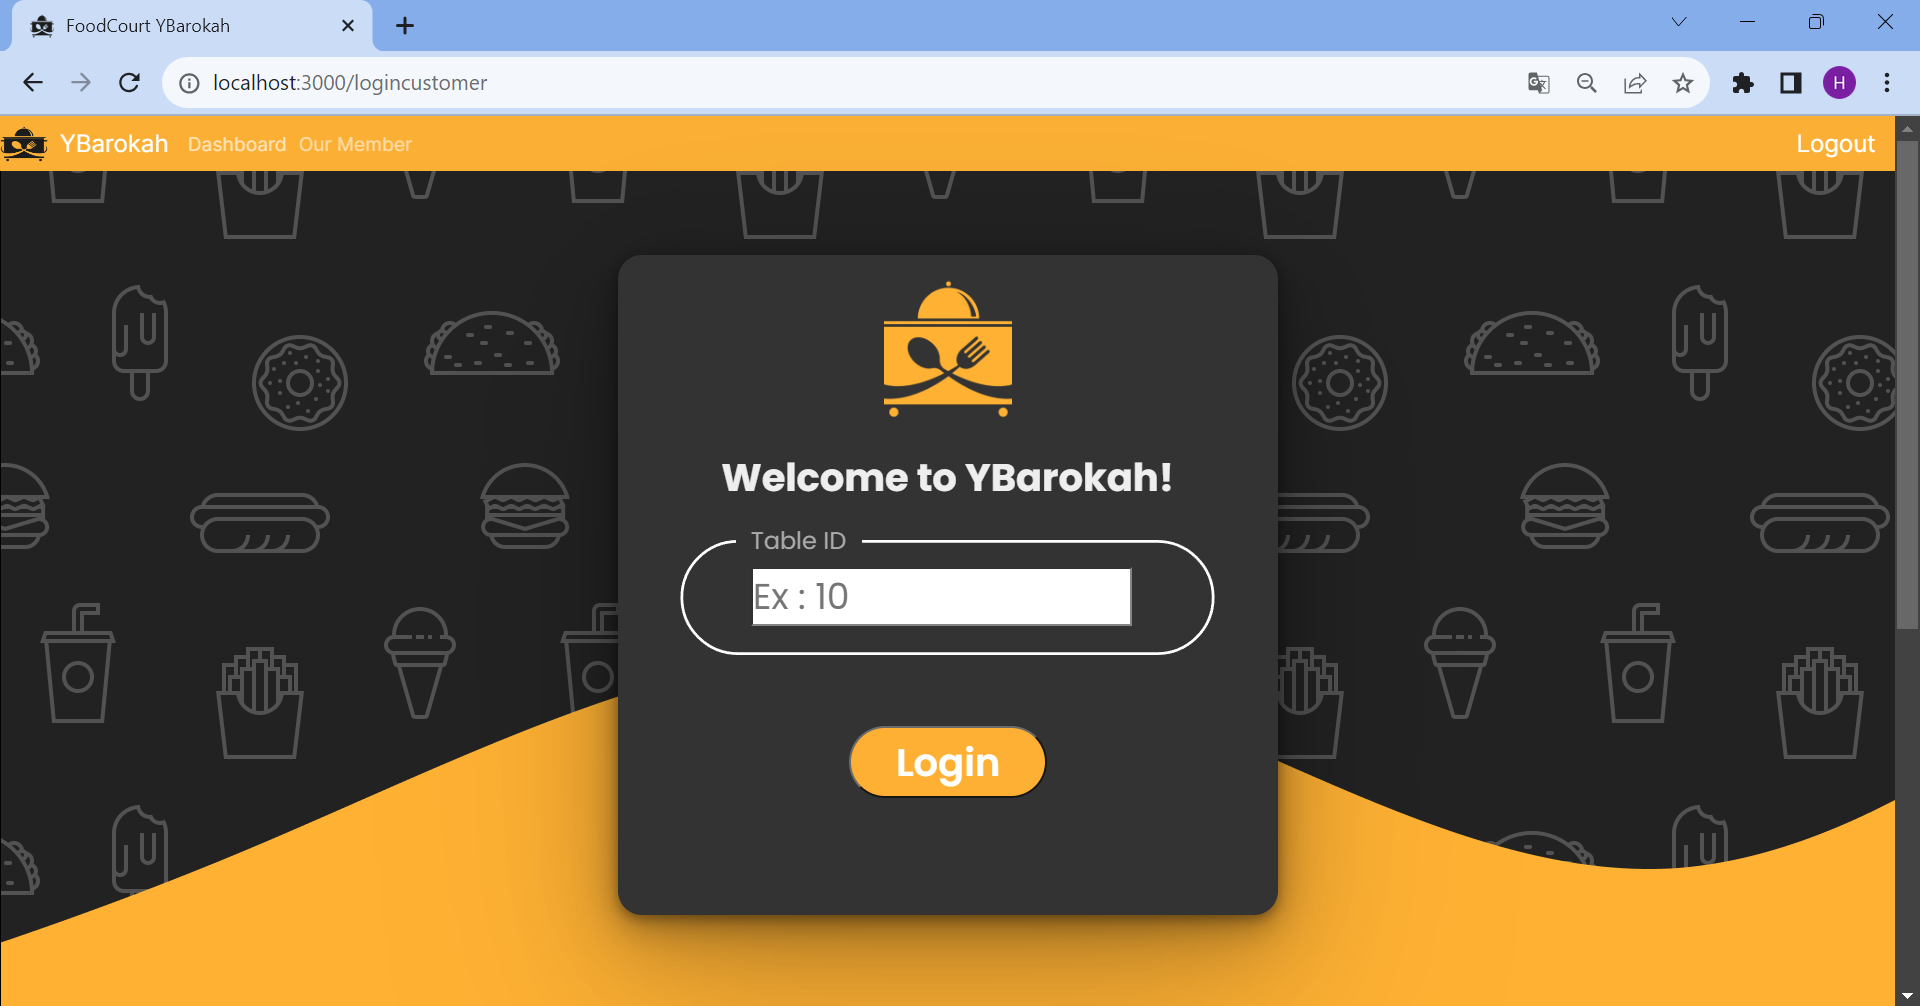 FoodCourt YBarokah
localhost:3000/logincustomer
H
YBarokah Dashboard Our Member Logout
Welcome to YBarokah!
Table ID
Ex : 10
Login